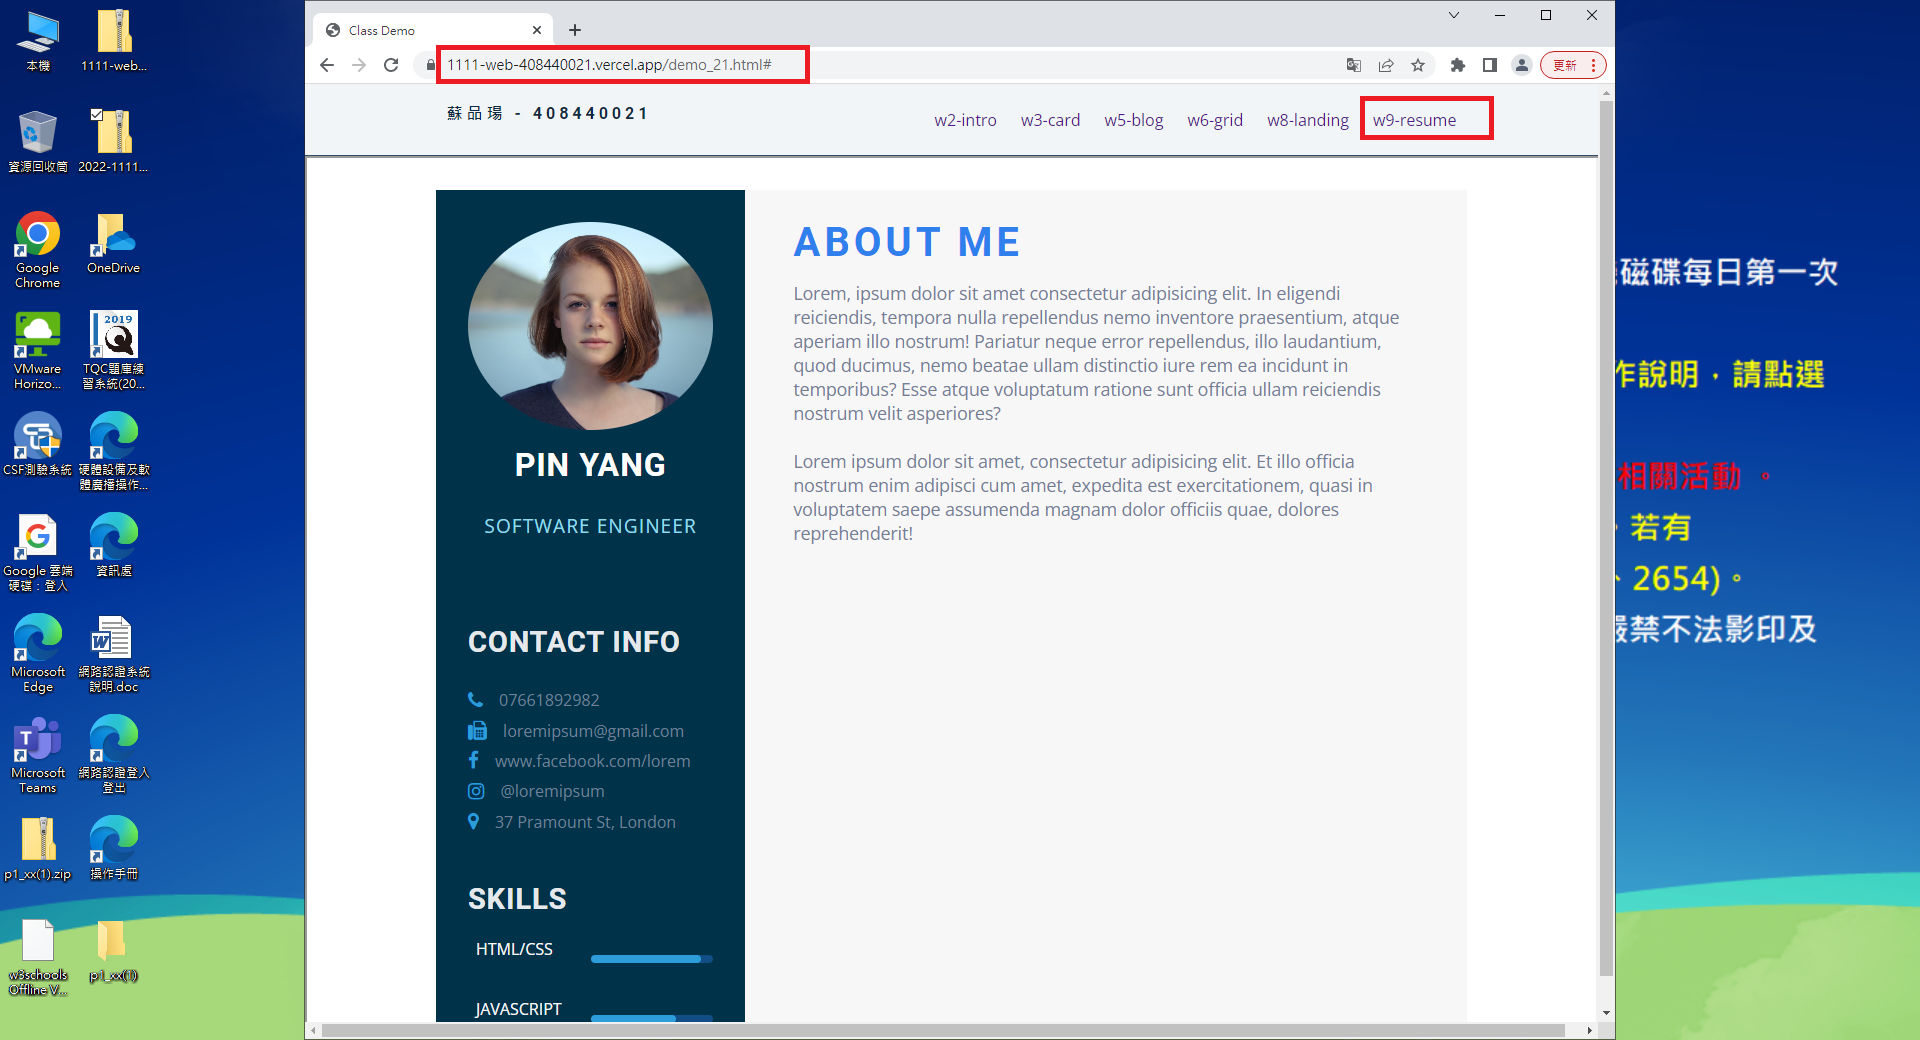 本機
1111-web...
資源回收筒
2022-1111...
Google
Chrome
OneDrive
VMware
Horizo...
2019
TQC題庫練
習系統(20...
CSF測驗系統
硬體設備及軟
體廣播操作...
Google 雲端
硬碟：登入
資訊處
Microsoft
Edge
網路認證系統
說明.doc
Microsoft
Teams
網路認證登入
登出
p1_xx(1).zip
操作手冊
w3schools
Offline V...
p1_xx(1)
Class Demo
1111-web-408440021.vercel.app/demo_21.html#
更新
蘇品瑒 - 408440021
w2-intro
w3-card
w5-blog
w6-grid
w8-landing
w9-resume
PIN YANG
SOFTWARE ENGINEER
CONTACT INFO
07661892982
loremipsum@gmail.com
www.facebook.com/lorem
@loremipsum
37 Pramount St, London
SKILLS
HTML/CSS
JAVASCRIPT
ABOUT ME
Lorem, ipsum dolor sit amet consectetur adipisicing elit. In eligendi
reiciendis, tempora nulla repellendus nemo inventore praesentium, atque
aperiam illo nostrum! Pariatur neque error repellendus, illo laudantium,
quod ducimus, nemo beatae ullam distinctio iure rem ea incidunt in
temporibus? Esse atque voluptatum ratione sunt officia ullam reiciendis
nostrum velit asperiores?
Lorem ipsum dolor sit amet, consectetur adipisicing elit. Et illo officia
nostrum enim adipisci cum amet, expedita est exercitationem, quasi in
voluptatem saepe assumenda magnam dolor officiis quae, dolores
reprehenderit!
磁碟每日第一次
作說明，請點選
相關活動 。
。若有
、2654)。
嚴禁不法影印及